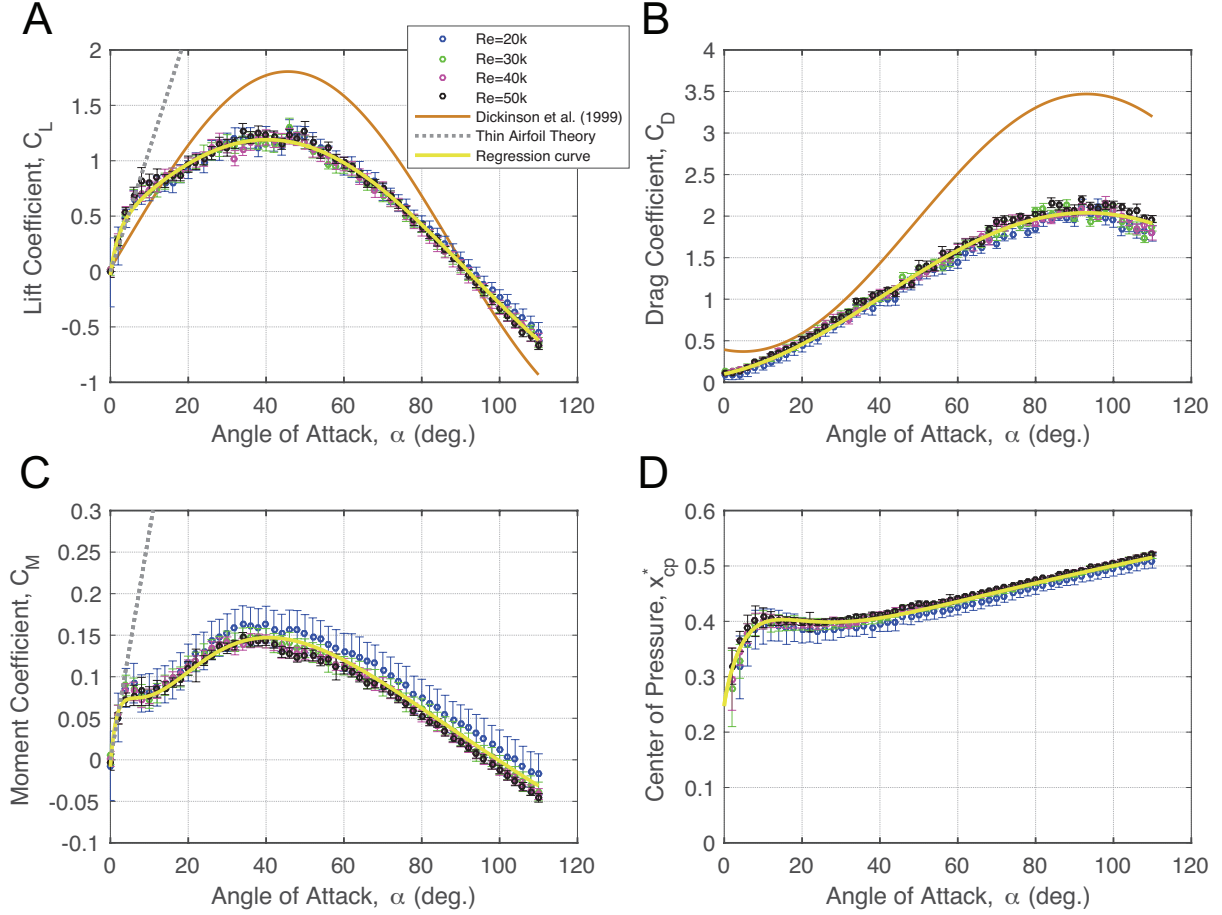 A
2
1.5
1
0.5
0
-0.5
-1
0 20 40 60 80 100 120
Lift Coefficient, C_L
Angle of Attack, α (deg.)
Re=20k
Re=30k
Re=40k
Re=50k
Dickinson et al. (1999)
Thin Airfoil Theory
Regression curve
B
4
3.5
3
2.5
2
1.5
1
0.5
0
0 20 40 60 80 100 120
Drag Coefficient, C_D
Angle of Attack, α (deg.)
C
0.3
0.25
0.2
0.15
0.1
0.05
0
-0.05
-0.1
0 20 40 60 80 100 120
Moment Coefficient, C_M
Angle of Attack, α (deg.)
D
0.6
0.5
0.4
0.3
0.2
0.1
0
0 20 40 60 80 100 120
Center of Pressure, x*_cp
Angle of Attack, α (deg.)